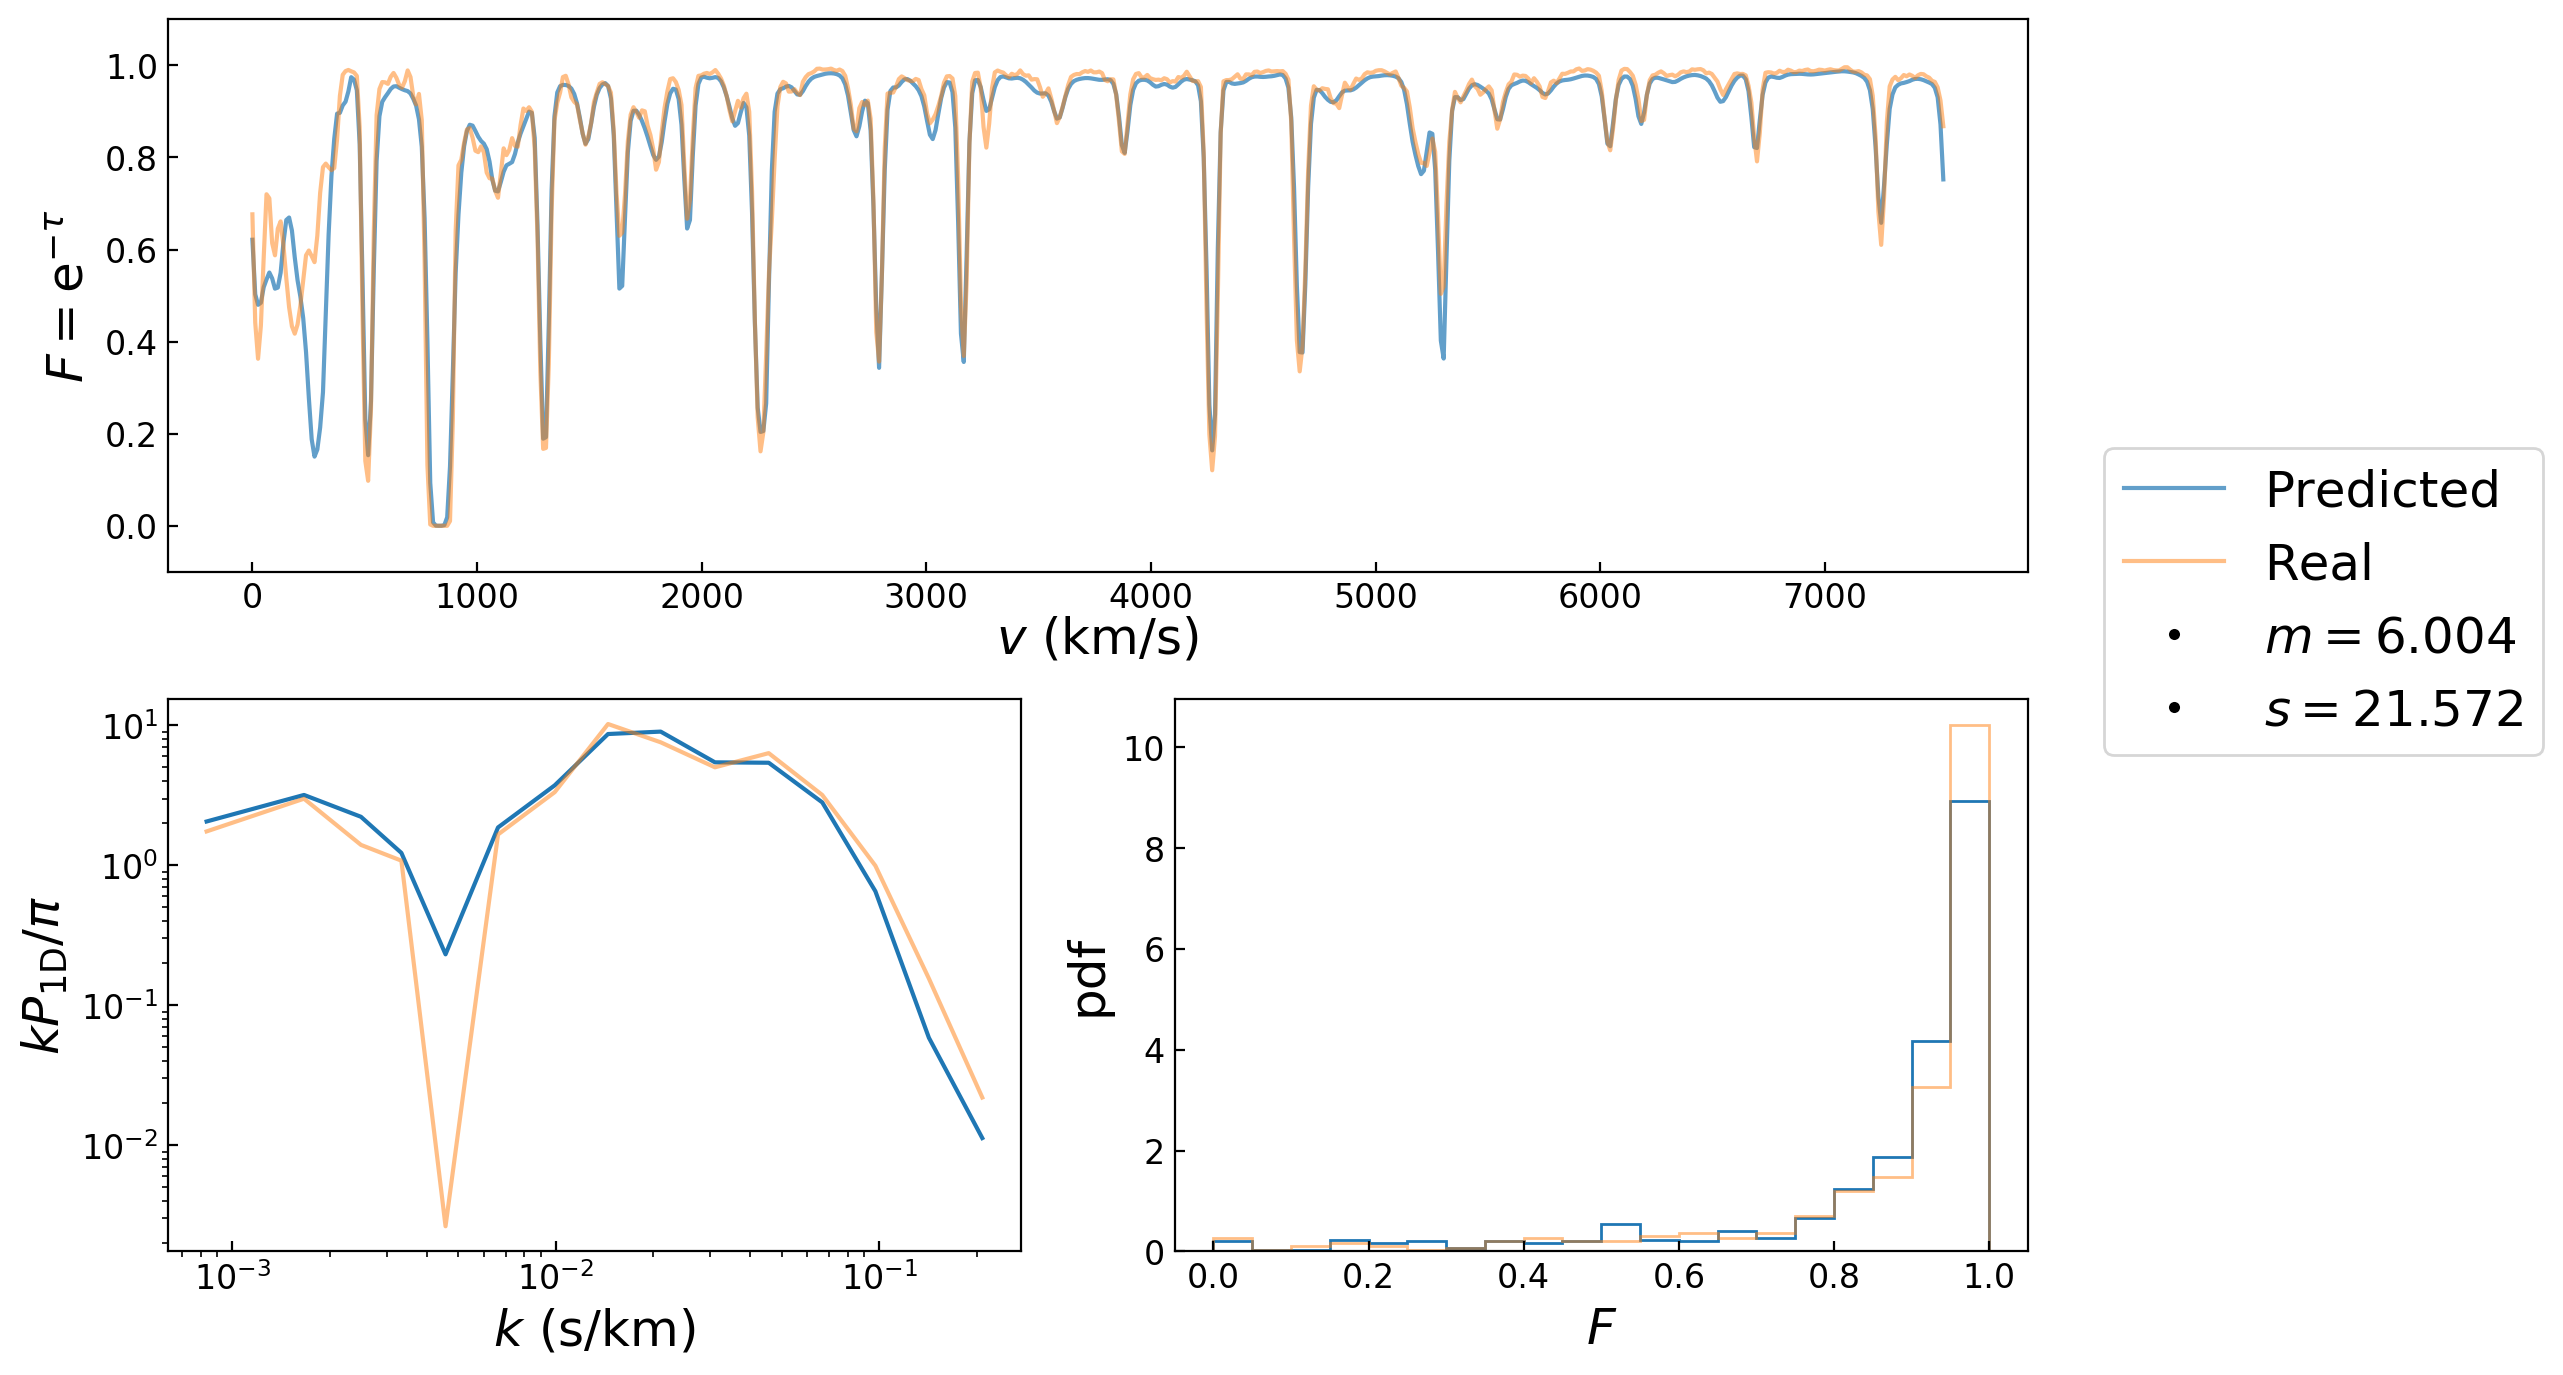 F = e^{−τ}
1.0
0.8
0.6
0.4
0.2
0.0
0 1000 2000 3000 4000 5000 6000 7000
v (km/s)
Predicted
Real
m = 6.004
s = 21.572
kP_{1D}/π
10^1
10^0
10^{−1}
10^{−2}
10^{−3} 10^{−2} 10^{−1}
k (s/km)
pdf
10
8
6
4
2
0
0.0 0.2 0.4 0.6 0.8 1.0
F